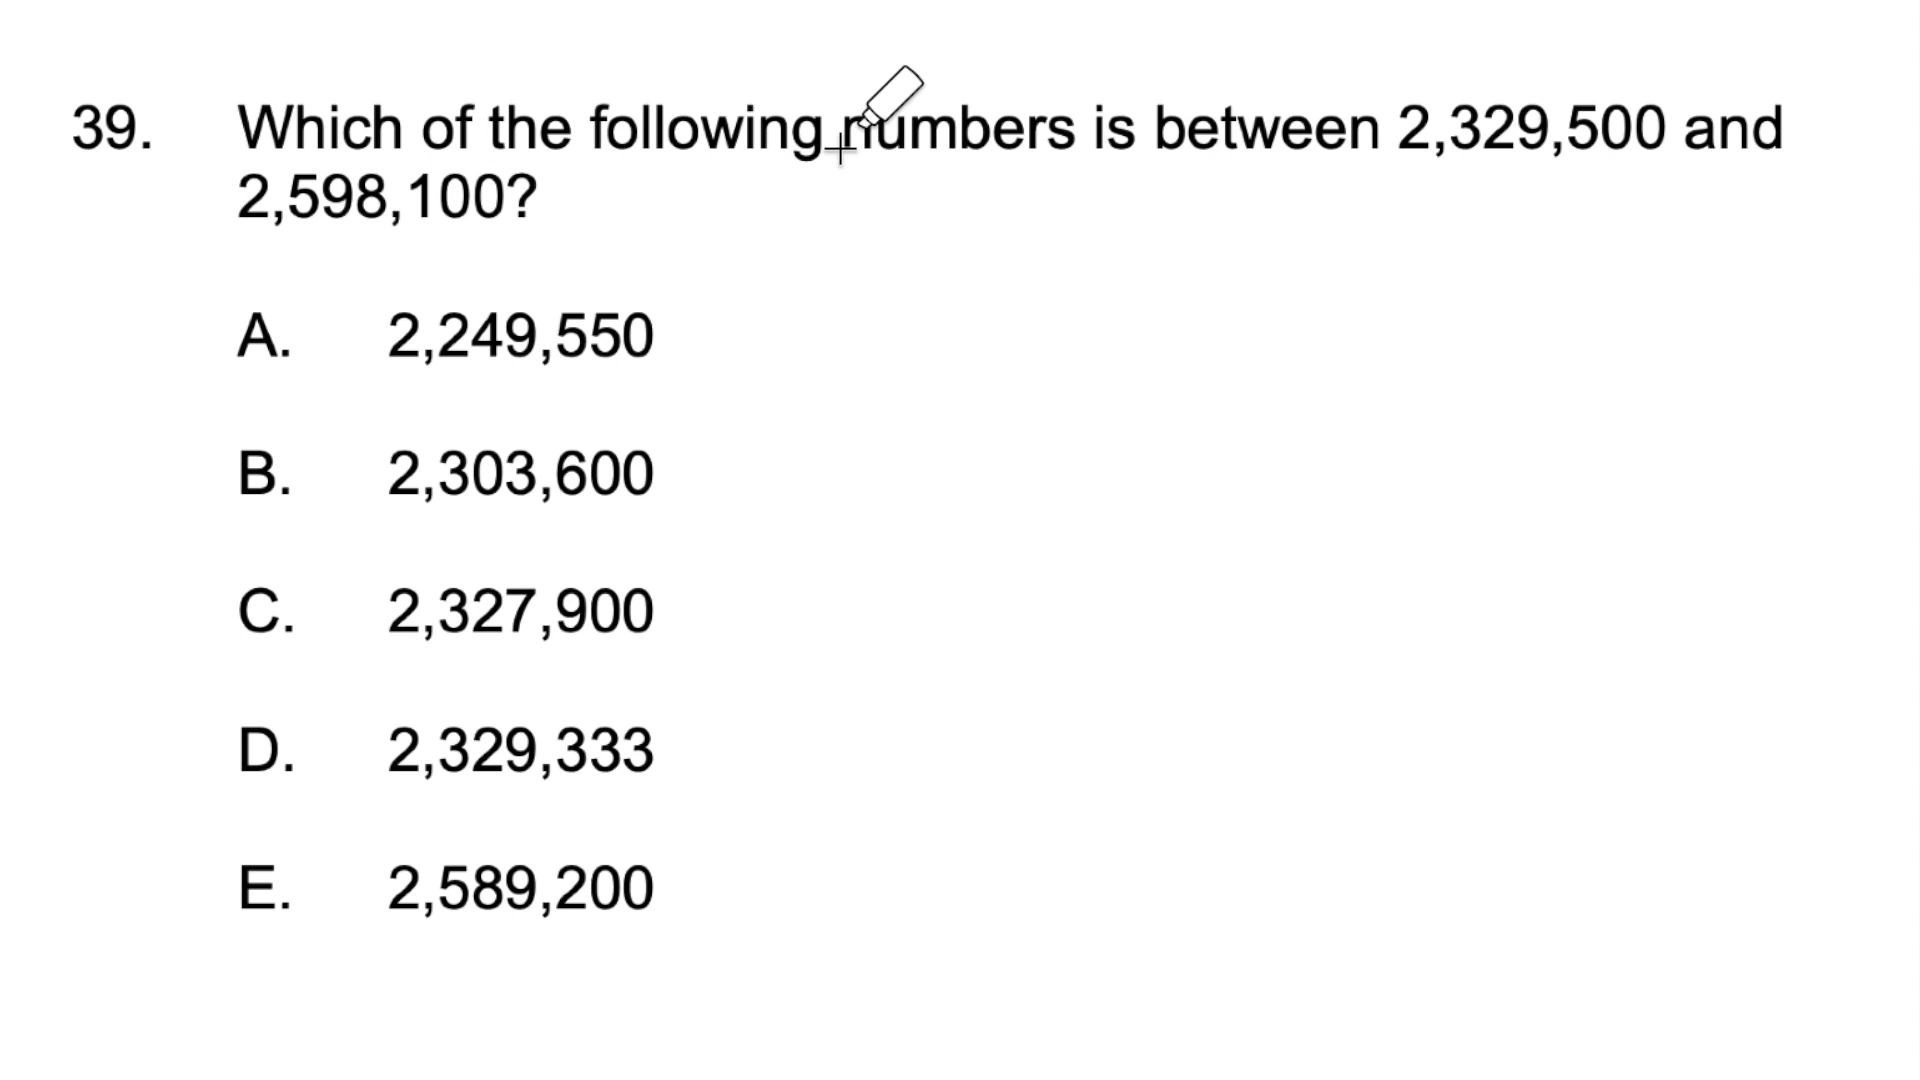 39. Which of the following numbers is between 2,329,500 and
2,598,100?
A. 2,249,550
B. 2,303,600
C. 2,327,900
D. 2,329,333
E. 2,589,200